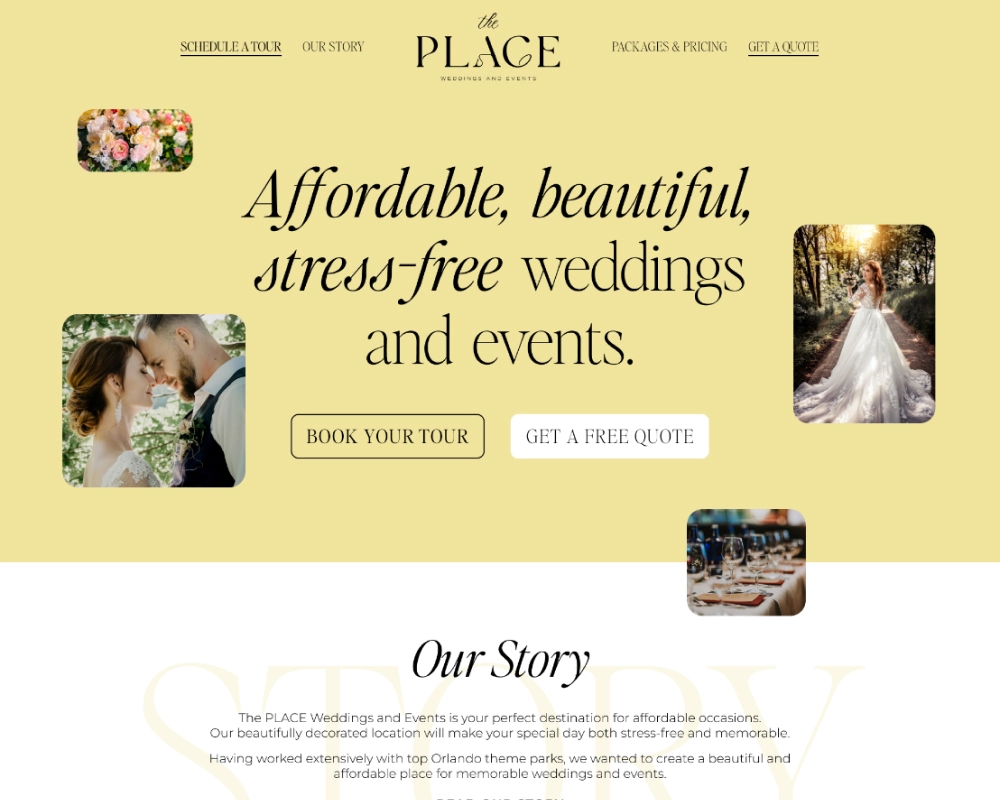 SCHEDULE A TOUR
OUR STORY
the
PLACE
WEDDINGS AND EVENTS
PACKAGES & PRICING
GET A QUOTE
Affordable, beautiful,
stress-free weddings
and events.
BOOK YOUR TOUR
GET A FREE QUOTE
Our Story
STORY
The PLACE Weddings and Events is your perfect destination for affordable occasions.
Our beautifully decorated location will make your special day both stress-free and memorable.
Having worked extensively with top Orlando theme parks, we wanted to create a beautiful and
affordable place for memorable weddings and events.